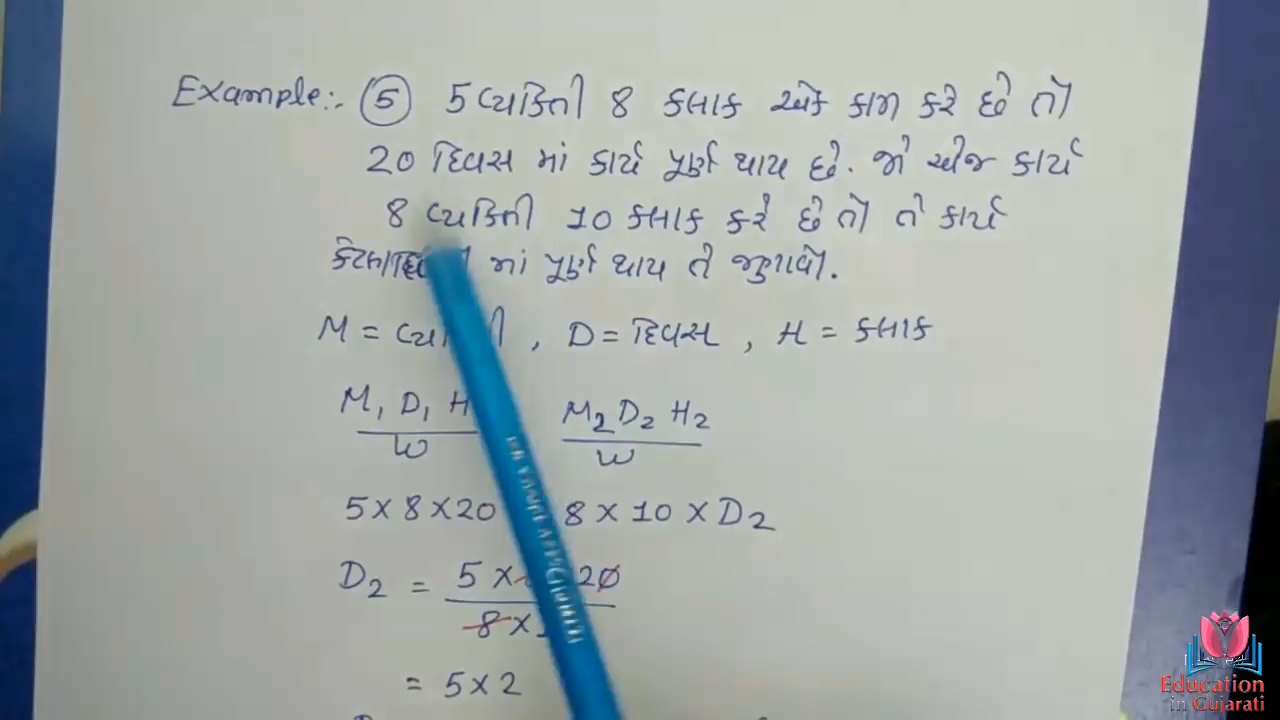 Example:- (5) 5 વ્યકિતી 8 કલાક એક કામ કરે છે તો
20 દિવસ માં કાર્ય પૂર્ણ થાય છે. જો એજ કાર્ય
8 વ્યકિતી 10 કલાક કરે છે તો તે કાર્ય
માં પૂર્ણ થાય તે જણાવો.
M = , D = દિવસ , H = કલાક
M₁ D₁ H M₂ D₂ H₂
W W
5 x 8 x 20 8 x 10 x D₂
D₂ = 5 x 20
8 x
= 5 x 2
Education
in Gujarati